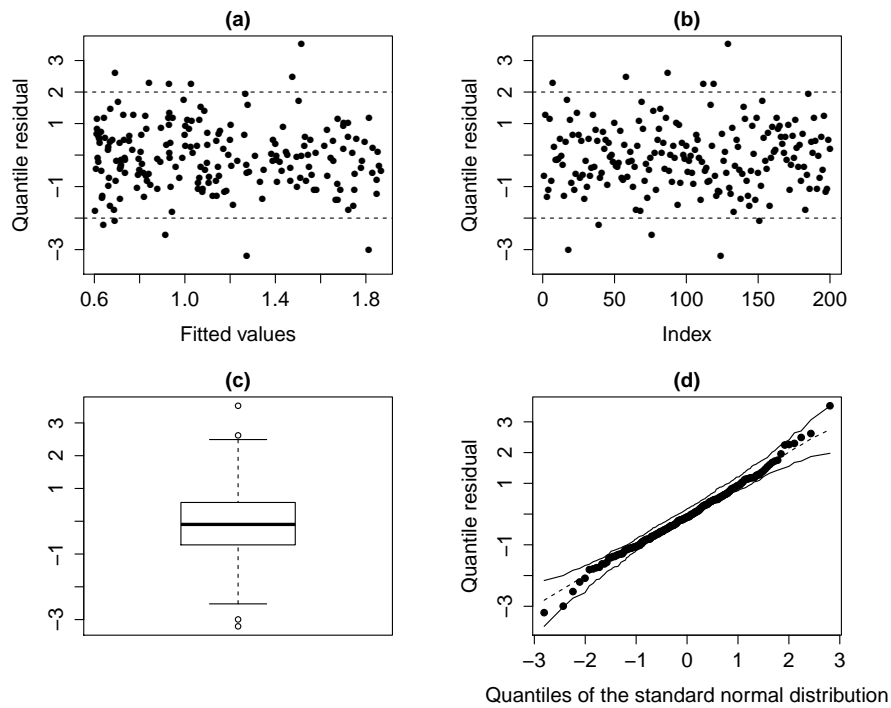 (a)
Quantile residual
3
2
1
−1
−3
0.6 1.0 1.4 1.8
Fitted values
(b)
Quantile residual
3
2
1
−1
−3
0 50 100 150 200
Index
(c)
3
2
1
−1
−3
(d)
Quantile residual
3
2
1
−1
−3
−3 −2 −1 0 1 2 3
Quantiles of the standard normal distribution